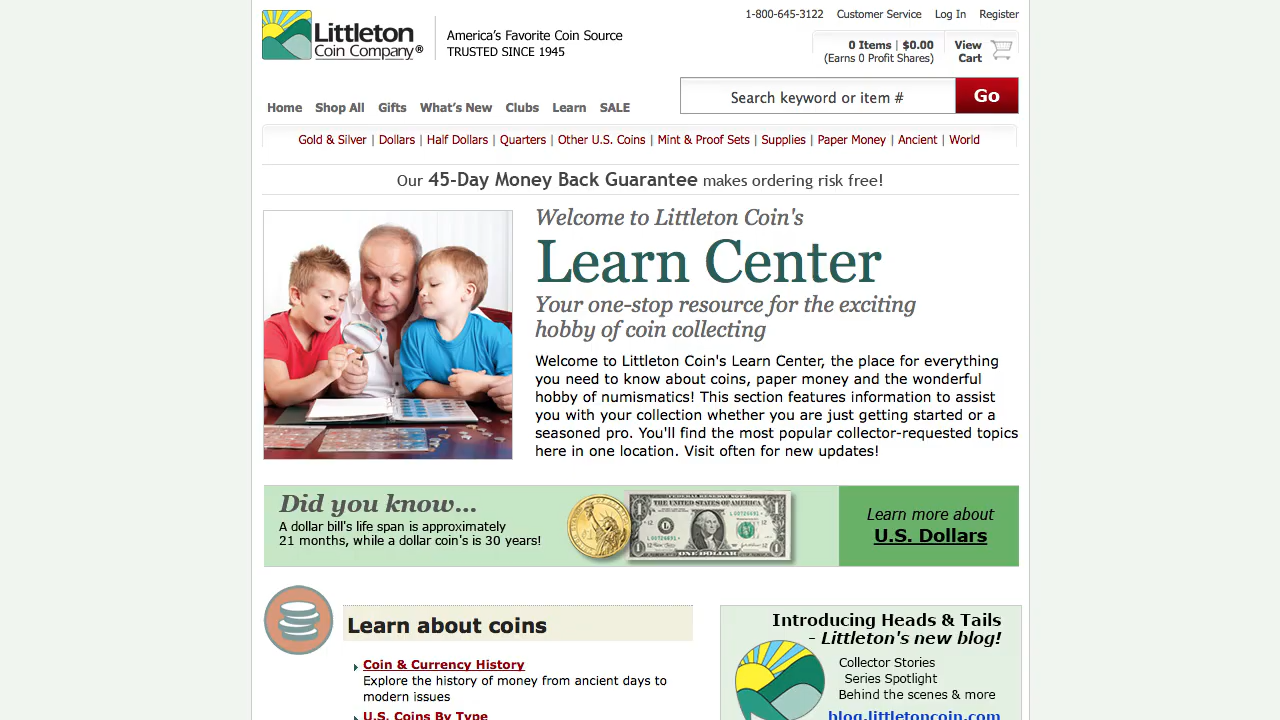 1-800-645-3122 Customer Service Log In Register
Littleton
Coin Company®
America's Favorite Coin Source
TRUSTED SINCE 1945
0 Items | $0.00
(Earns 0 Profit Shares)
View
Cart
Search keyword or item #
Go
Home Shop All Gifts What's New Clubs Learn SALE
Gold & Silver | Dollars | Half Dollars | Quarters | Other U.S. Coins | Mint & Proof Sets | Supplies | Paper Money | Ancient | World
Our 45-Day Money Back Guarantee makes ordering risk free!
Welcome to Littleton Coin's
Learn Center
Your one-stop resource for the exciting
hobby of coin collecting
Welcome to Littleton Coin's Learn Center, the place for everything
you need to know about coins, paper money and the wonderful
hobby of numismatics! This section features information to assist
you with your collection whether you are just getting started or a
seasoned pro. You'll find the most popular collector-requested topics
here in one location. Visit often for new updates!
Did you know...
A dollar bill's life span is approximately
21 months, while a dollar coin's is 30 years!
THE UNITED STATES OF AMERICA
ONE DOLLAR
Learn more about
U.S. Dollars
Learn about coins
Coin & Currency History
Explore the history of money from ancient days to
modern issues
U.S. Coins By Type
Introducing Heads & Tails
- Littleton's new blog!
Collector Stories
Series Spotlight
Behind the scenes & more
blog.littletoncoin.com